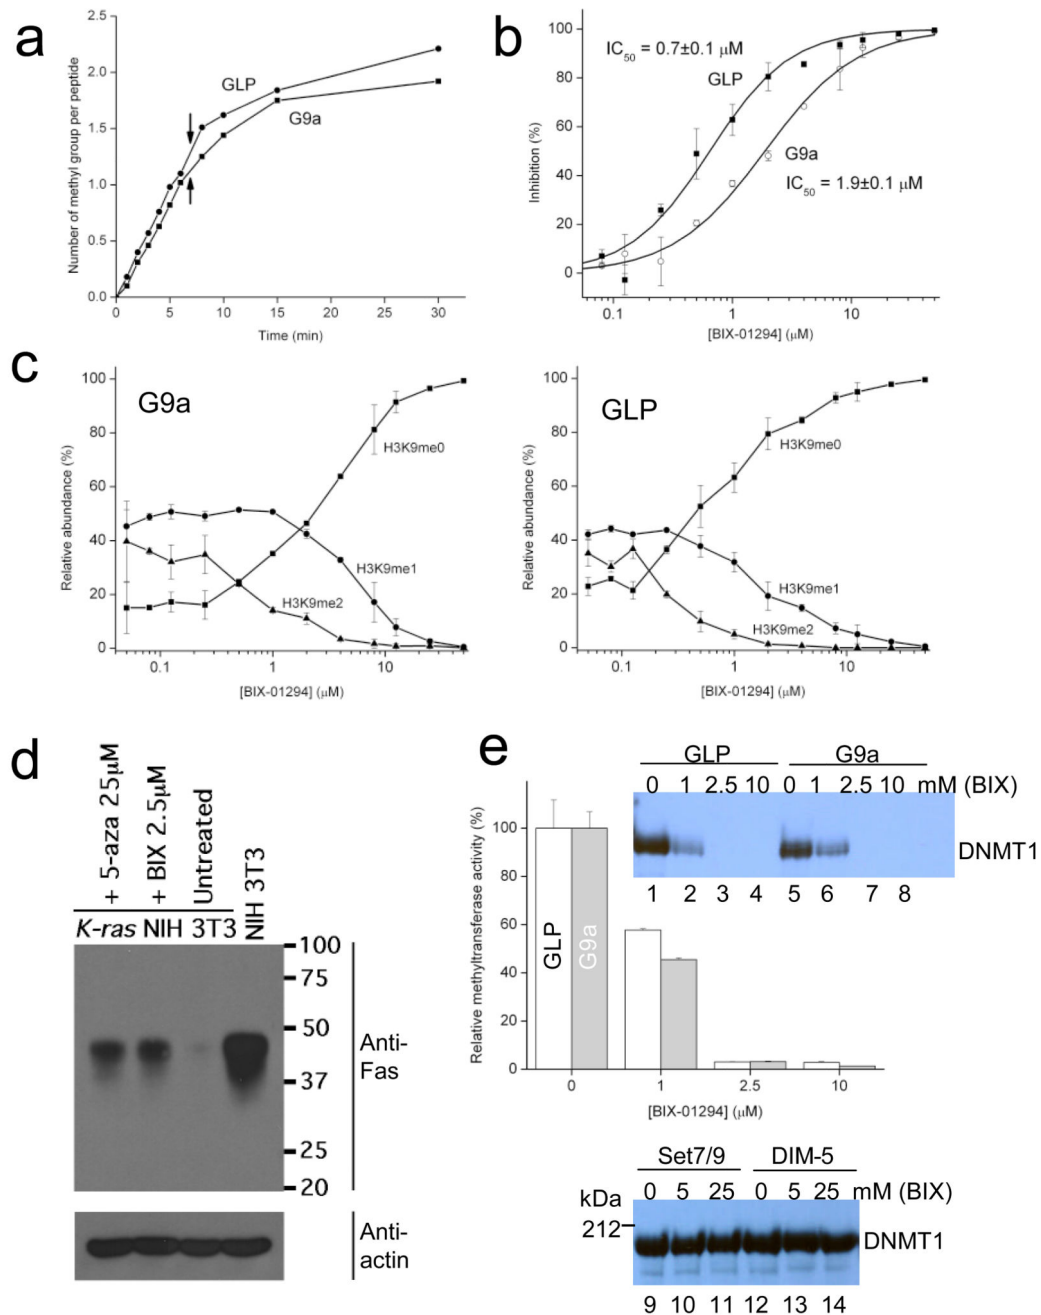 a
Number of methyl group per peptide
2.5
2.0
1.5
1.0
0.5
0.0
GLP
G9a
0 5 10 15 20 25 30
Time (min)
b
Inhibition (%)
100
80
60
40
20
0
IC50 = 0.7±0.1 μM
GLP
G9a
IC50 = 1.9±0.1 μM
0.1 1 10
[BIX-01294] (μM)
c
Relative abundance (%)
100
80
60
40
20
0
G9a
H3K9me0
H3K9me1
H3K9me2
0.1 1 10
[BIX-01294] (μM)
Relative abundance (%)
100
80
60
40
20
0
GLP
H3K9me0
H3K9me1
H3K9me2
0.1 1 10
[BIX-01294] (μM)
d
+ 5-aza 25μM
+ BIX 2.5μM
Untreated
NIH 3T3
K-ras NIH 3T3
100
75
50
37
25
20
Anti-
Fas
Anti-
actin
e
GLP G9a
0 1 2.5 10 0 1 2.5 10 mM (BIX)
DNMT1
1 2 3 4 5 6 7 8
Relative methyltransferase activity (%)
100
80
60
40
20
0
GLP
G9a
0 1 2.5 10
[BIX-01294] (μM)
Set7/9 DIM-5
0 5 25 0 5 25 mM (BIX)
kDa
212
DNMT1
9 10 11 12 13 14